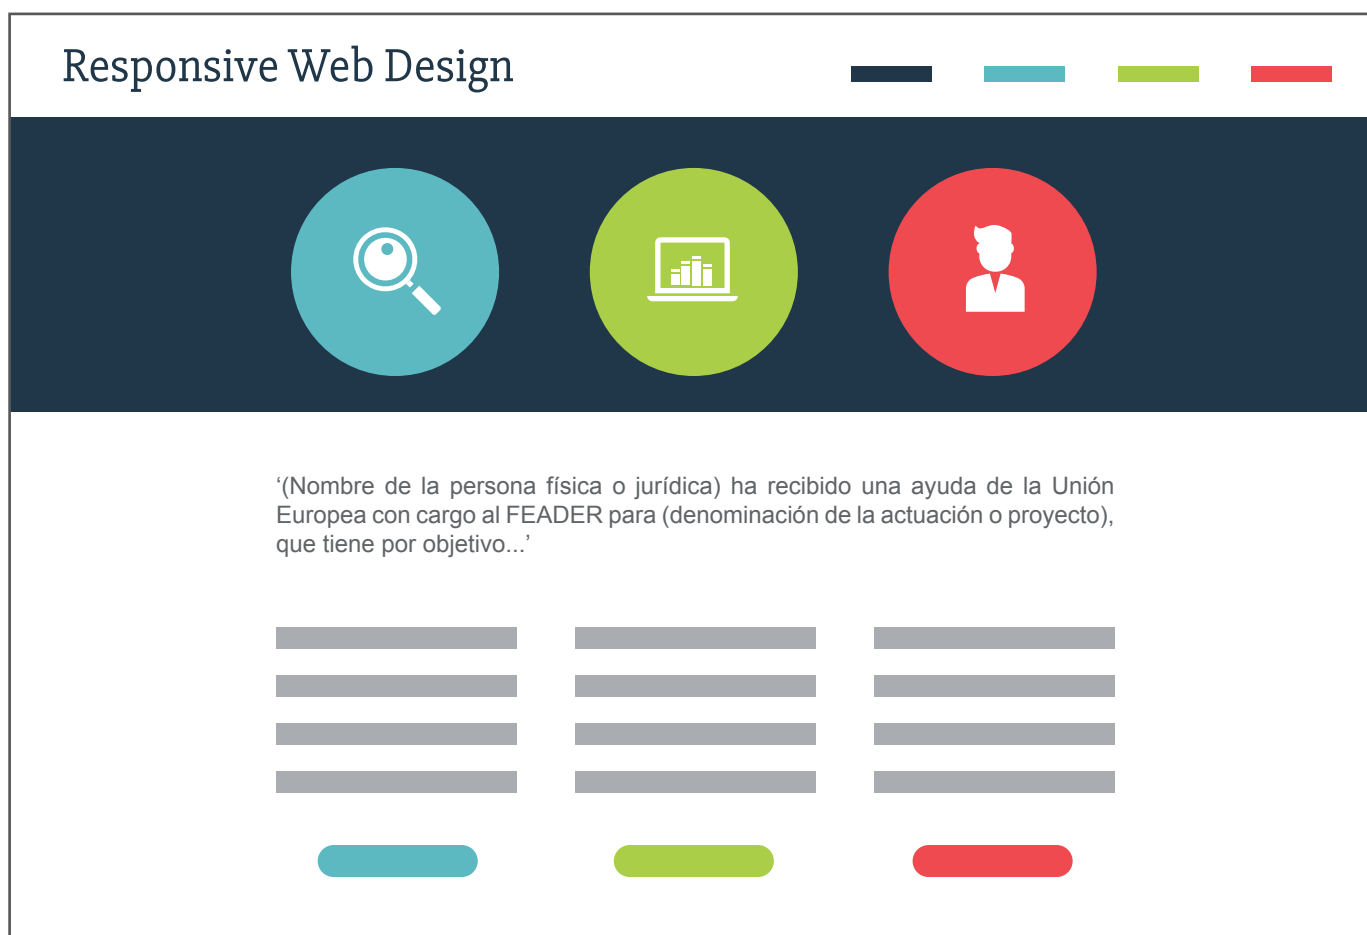 Responsive Web Design
‘(Nombre de la persona física o jurídica) ha recibido una ayuda de la Unión
Europea con cargo al FEADER para (denominación de la actuación o proyecto),
que tiene por objetivo...’